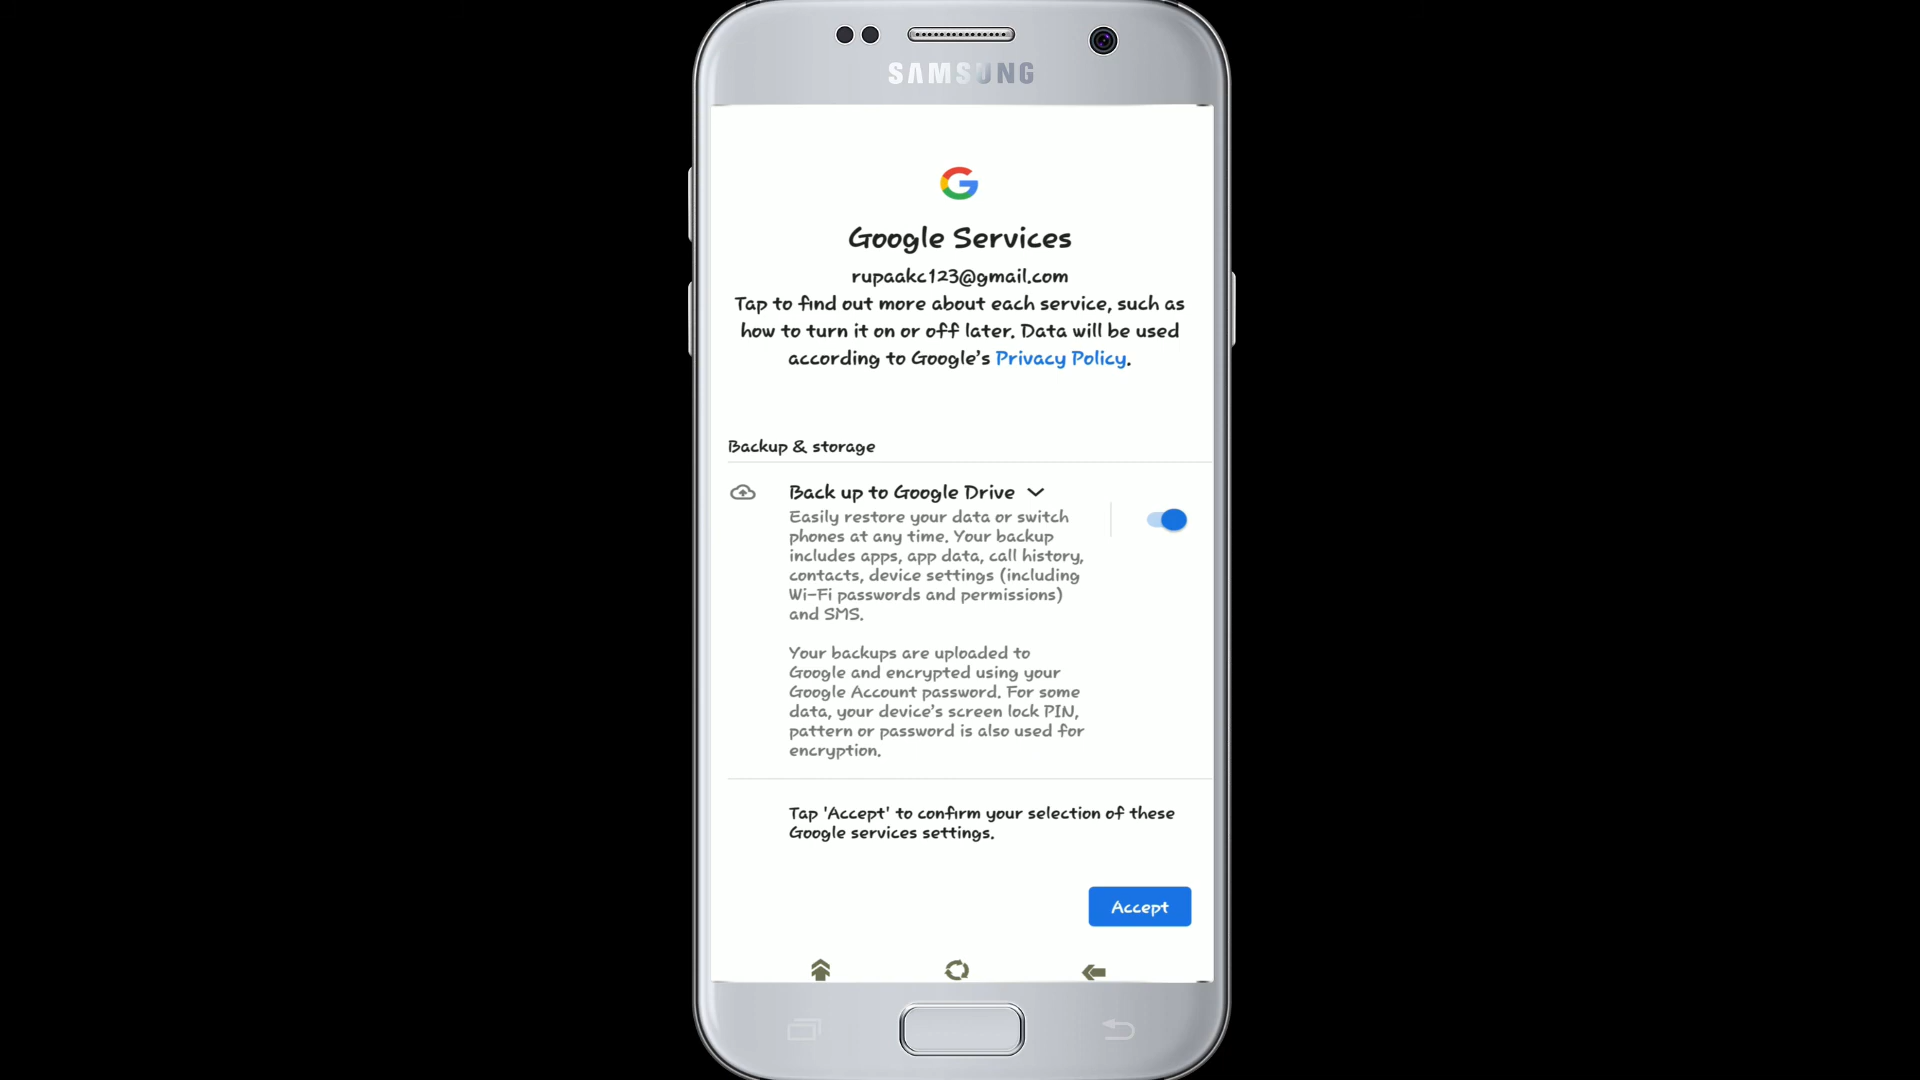 SAMSUNG
Google Services
rupaakc123@gmail.com
Tap to find out more about each service, such as
how to turn it on or off later. Data will be used
according to Google's Privacy Policy.
Backup & storage
Back up to Google Drive
Easily restore your data or switch
phones at any time. Your backup
includes apps, app data, call history,
contacts, device settings (including
Wi-Fi passwords and permissions)
and SMS.
Your backups are uploaded to
Google and encrypted using your
Google Account password. For some
data, your device's screen lock PIN,
pattern or password is also used for
encryption.
Tap 'Accept' to confirm your selection of these
Google services settings.
Accept